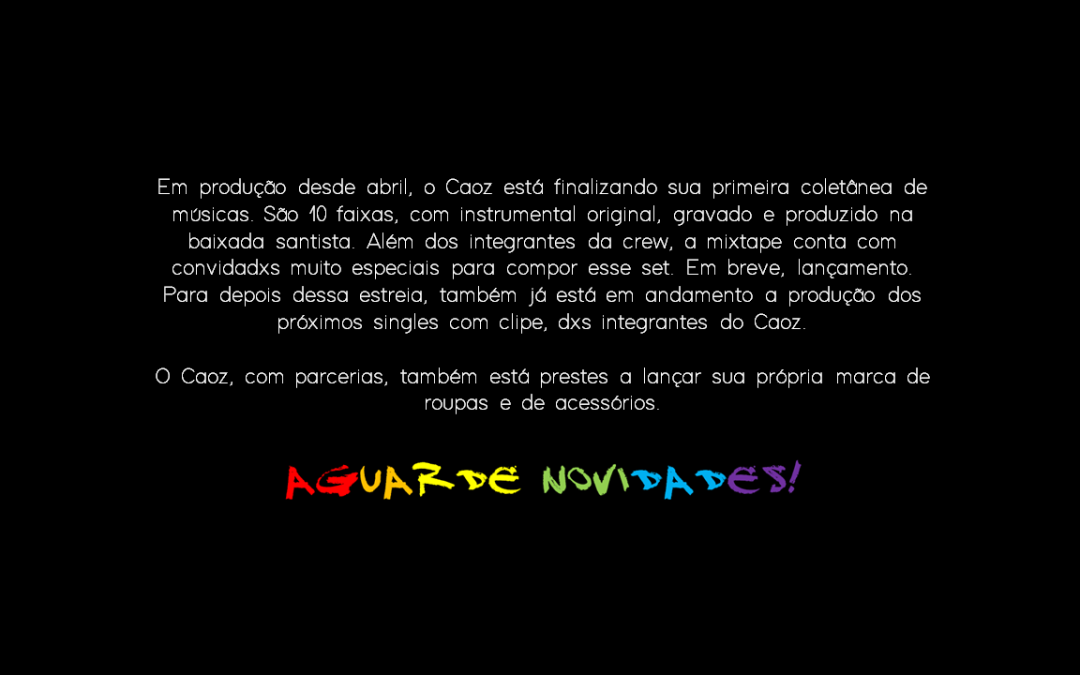 Em produção desde abril, o Caoz está finalizando sua primeira coletânea de
músicas. São 10 faixas, com instrumental original, gravado e produzido na
baixada santista. Além dos integrantes da crew, a mixtape conta com
convidadxs muito especiais para compor esse set. Em breve, lançamento.
Para depois dessa estreia, também já está em andamento a produção dos
próximos singles com clipe, dxs integrantes do Caoz.
O Caoz, com parcerias, também está prestes a lançar sua própria marca de
roupas e de acessórios.
AGUARDE NOVIDADES!